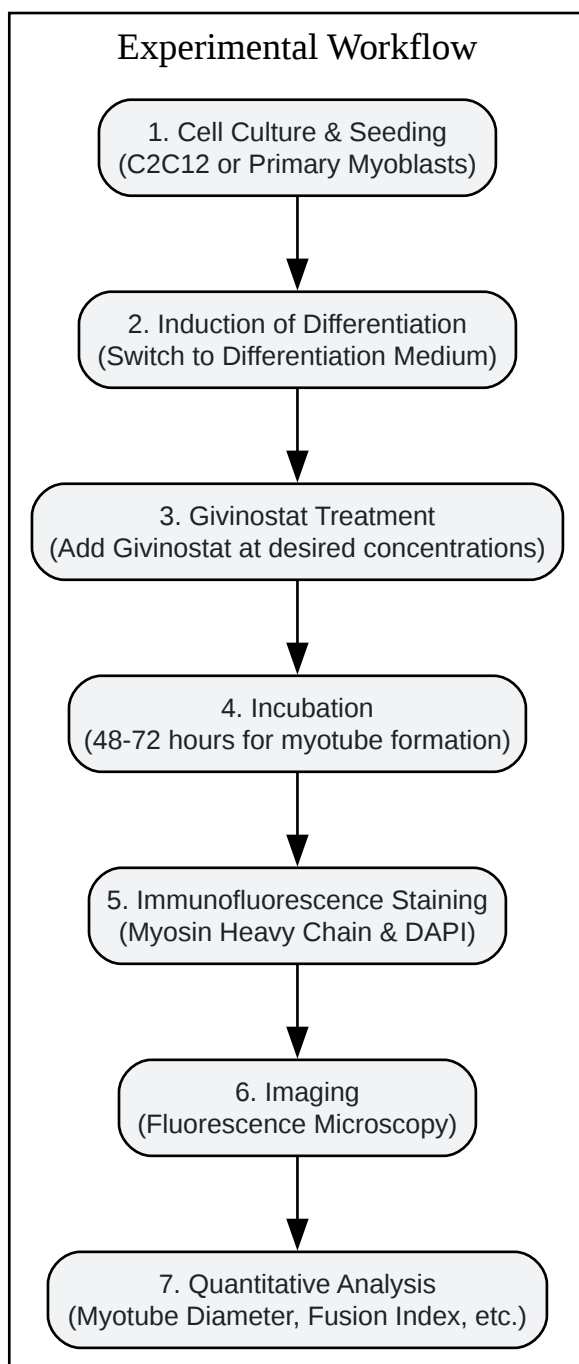 Experimental Workflow
1. Cell Culture & Seeding
(C2C12 or Primary Myoblasts)
2. Induction of Differentiation
(Switch to Differentiation Medium)
3. Givinostat Treatment
(Add Givinostat at desired concentrations)
4. Incubation
(48-72 hours for myotube formation)
5. Immunofluorescence Staining
(Myosin Heavy Chain & DAPI)
6. Imaging
(Fluorescence Microscopy)
7. Quantitative Analysis
(Myotube Diameter, Fusion Index, etc.)